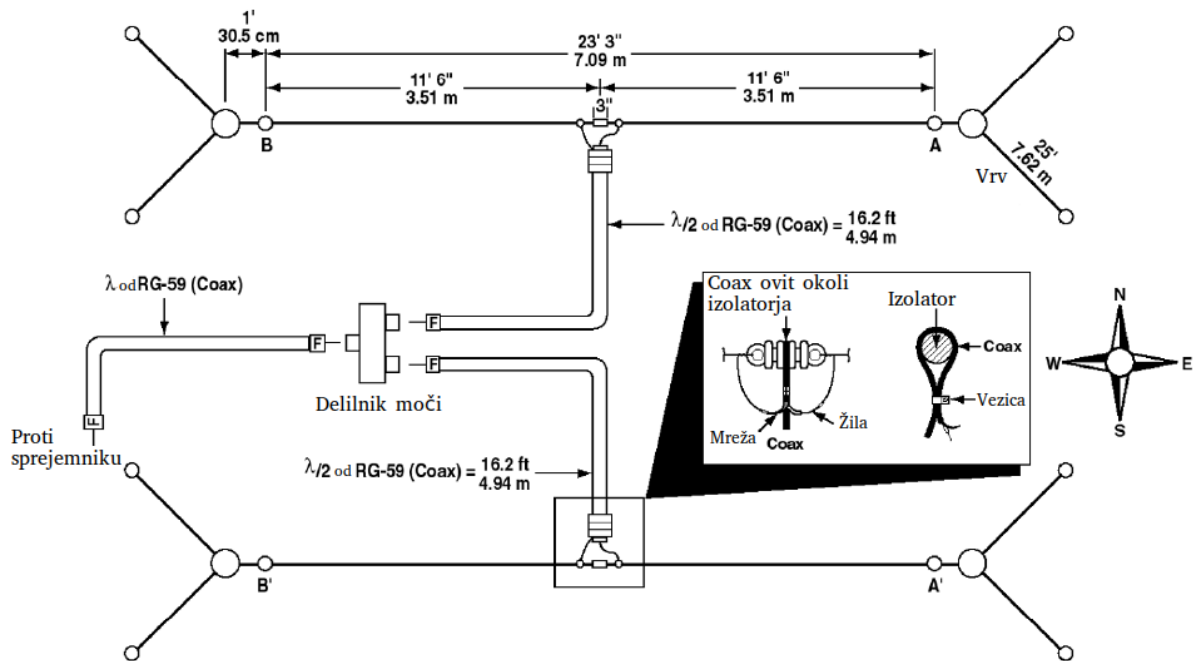 1'
30.5 cm
23' 3"
7.09 m
11' 6"
3.51 m
11' 6"
3.51 m
3"
B
A
25'
7.62 m
Vrv
λ/2 od RG-59 (Coax) = 16.2 ft
4.94 m
λ od RG-59 (Coax)
F
F
F
F
Delilnik moči
Proti
sprejemniku
Coax ovit okoli
izolatorja
Izolator
Coax
Vezica
Mreža
Coax
Žila
N
W
E
S
λ/2 od RG-59 (Coax) = 16.2 ft
4.94 m
B'
A'